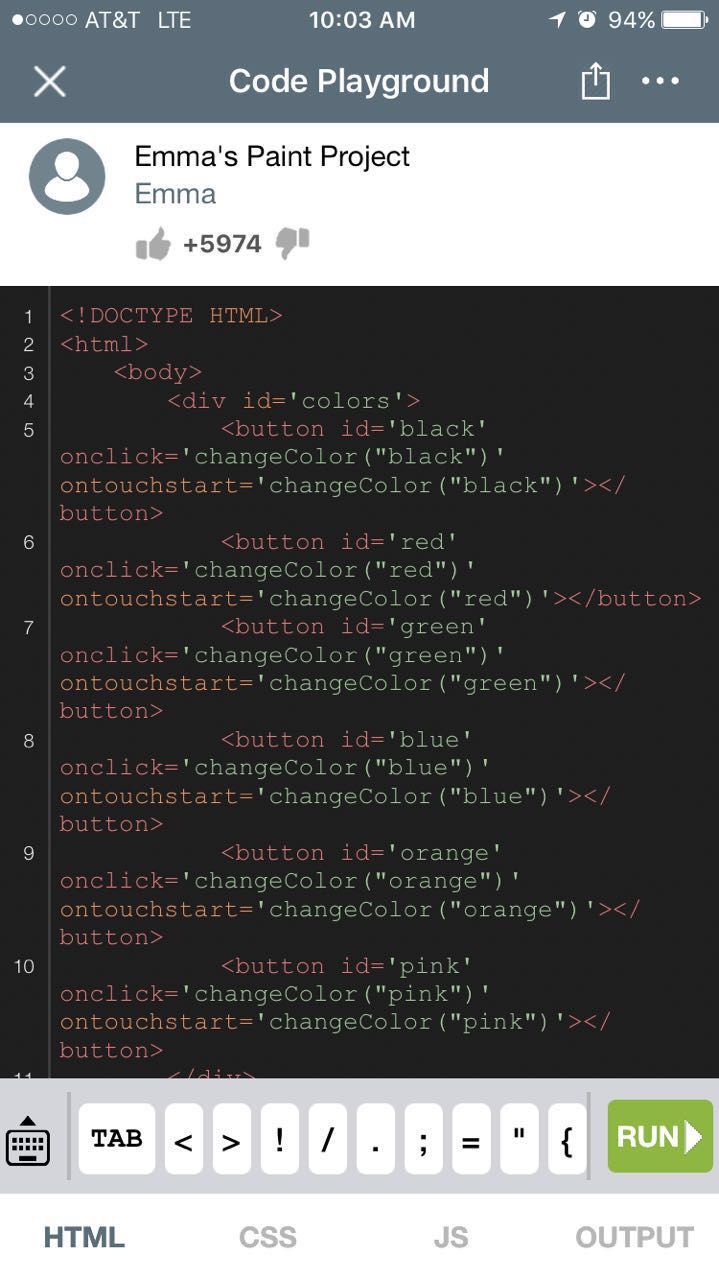 AT&T LTE 10:03 AM 94%
Code Playground
Emma's Paint Project
Emma
+5974
1 <!DOCTYPE HTML>
2 <html>
3 <body>
4 <div id='colors'>
5 <button id='black'
onclick='changeColor("black")'
ontouchstart='changeColor("black")'></
button>
6 <button id='red'
onclick='changeColor("red")'
ontouchstart='changeColor("red")'></button>
7 <button id='green'
onclick='changeColor("green")'
ontouchstart='changeColor("green")'></
button>
8 <button id='blue'
onclick='changeColor("blue")'
ontouchstart='changeColor("blue")'></
button>
9 <button id='orange'
onclick='changeColor("orange")'
ontouchstart='changeColor("orange")'></
button>
10 <button id='pink'
onclick='changeColor("pink")'
ontouchstart='changeColor("pink")'></
button>
11 </div>
TAB < > ! / . ; = " { RUN
HTML CSS JS OUTPUT